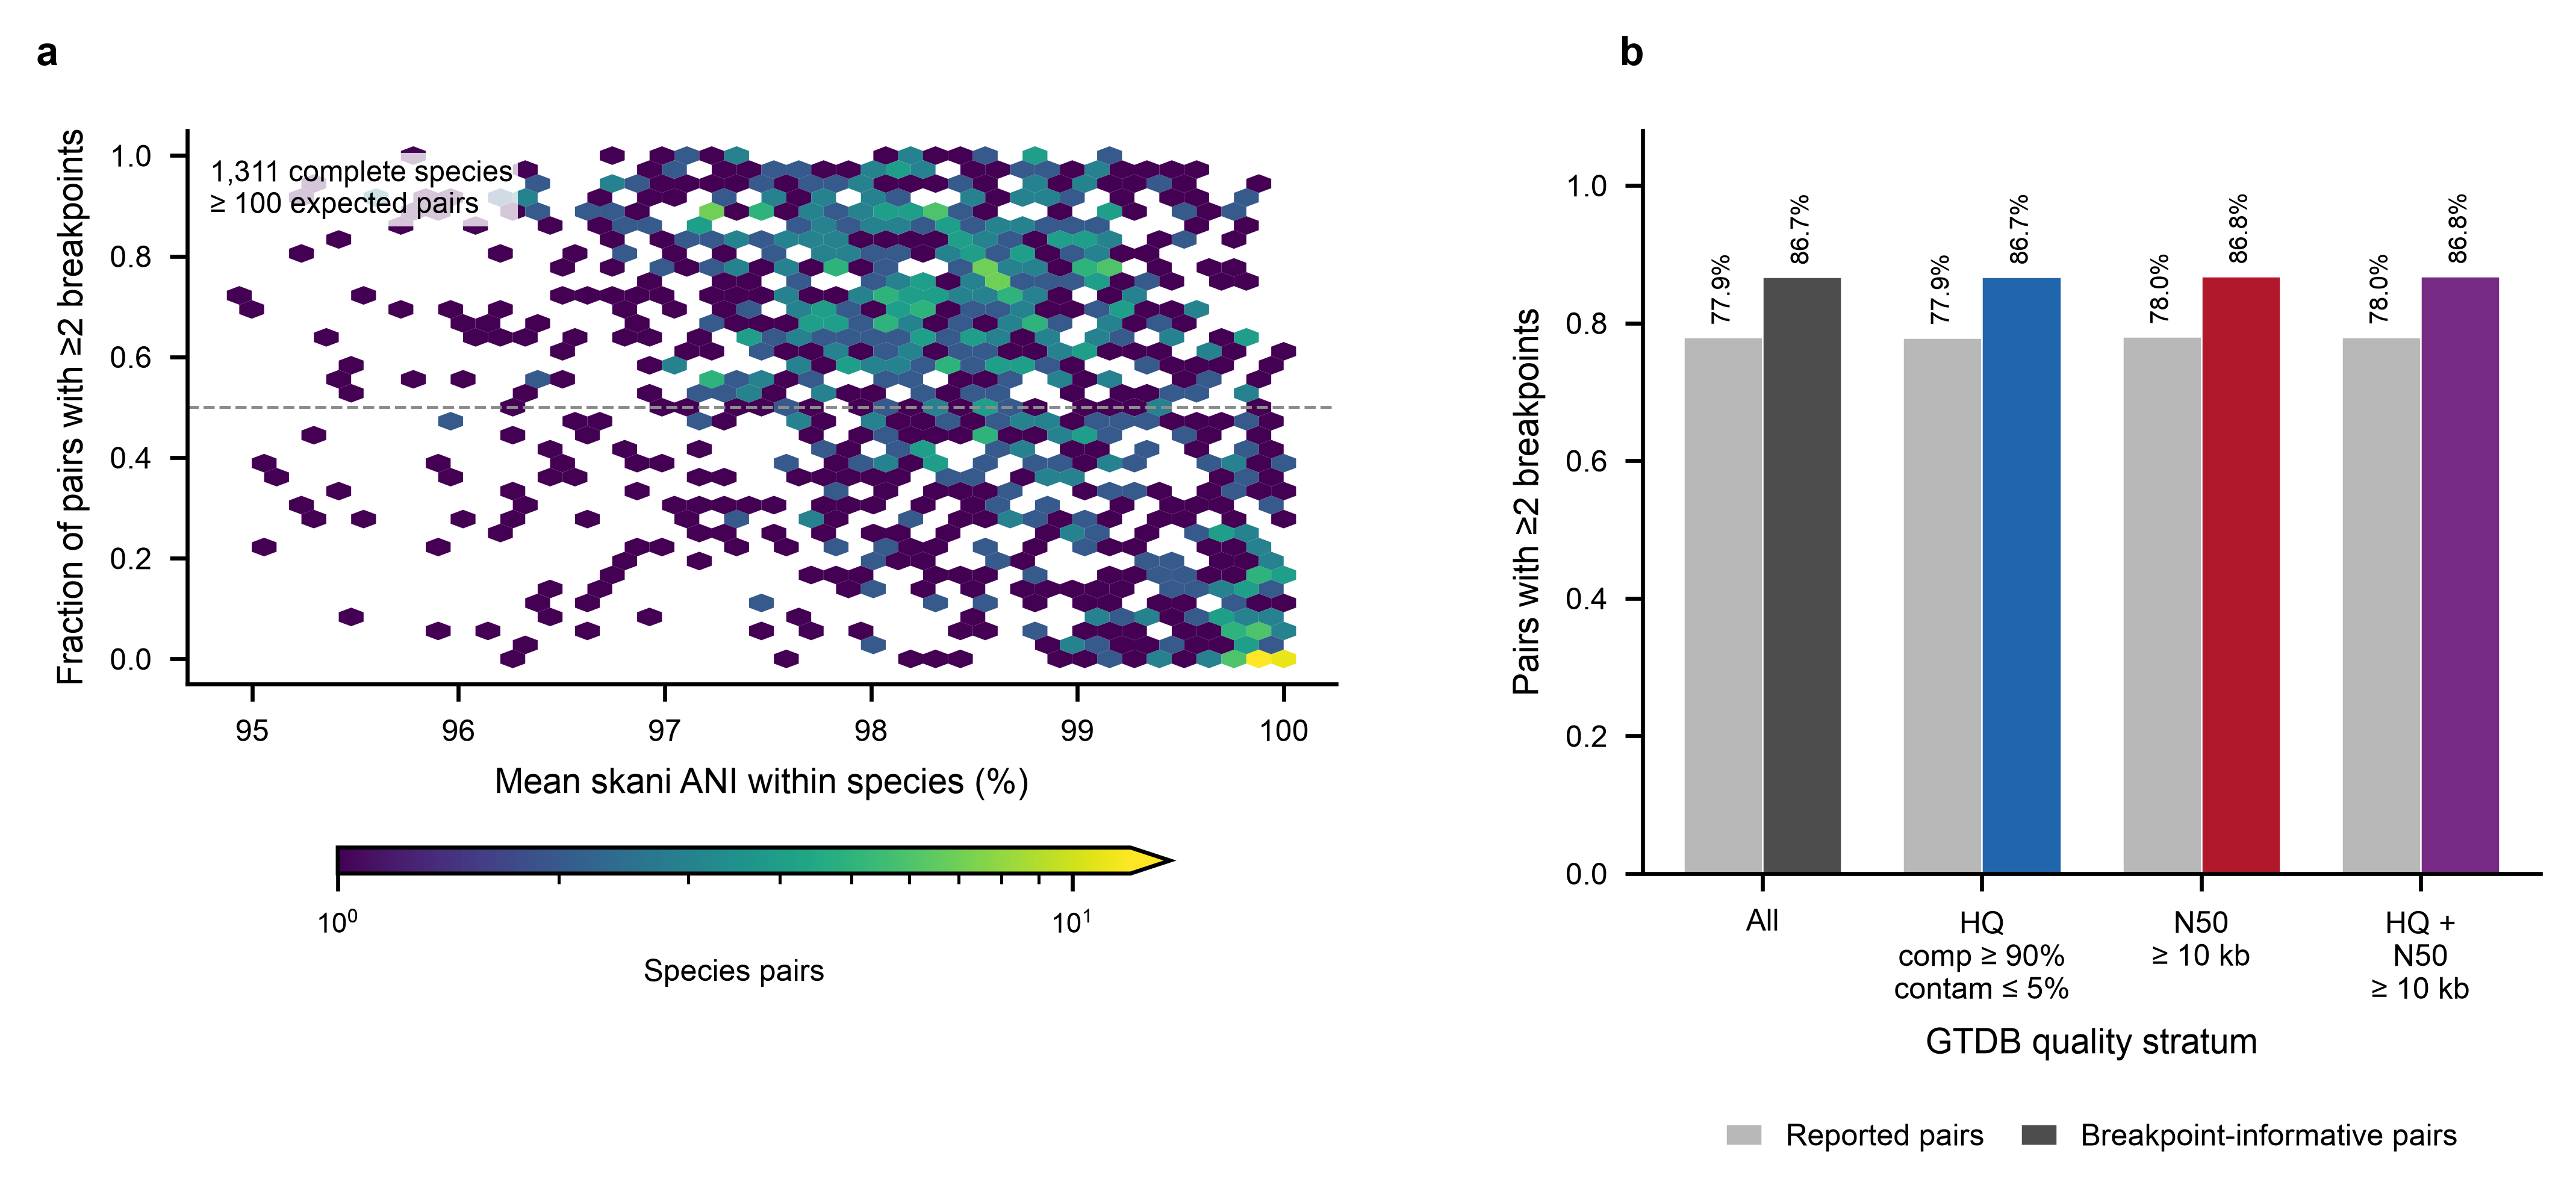 a
1,311 complete species
≥ 100 expected pairs
Fraction of pairs with ≥2 breakpoints
1.0
0.8
0.6
0.4
0.2
0.0
95
96
97
98
99
100
Mean skani ANI within species (%)
10⁰
10¹
Species pairs
b
Pairs with ≥2 breakpoints
1.0
0.8
0.6
0.4
0.2
0.0
77.9%
86.7%
77.9%
86.7%
78.0%
86.8%
78.0%
86.8%
All
HQ
comp ≥ 90%
contam ≤ 5%
N50
≥ 10 kb
HQ +
N50
≥ 10 kb
GTDB quality stratum
Reported pairs
Breakpoint-informative pairs